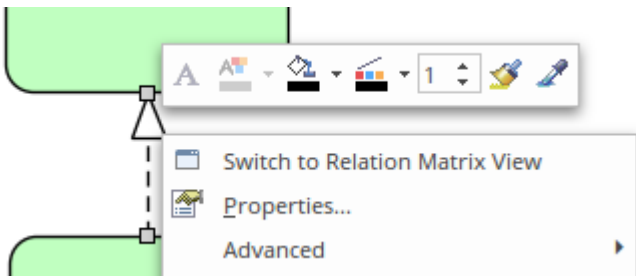 A A
1
Switch to Relation Matrix View
Properties...
Advanced